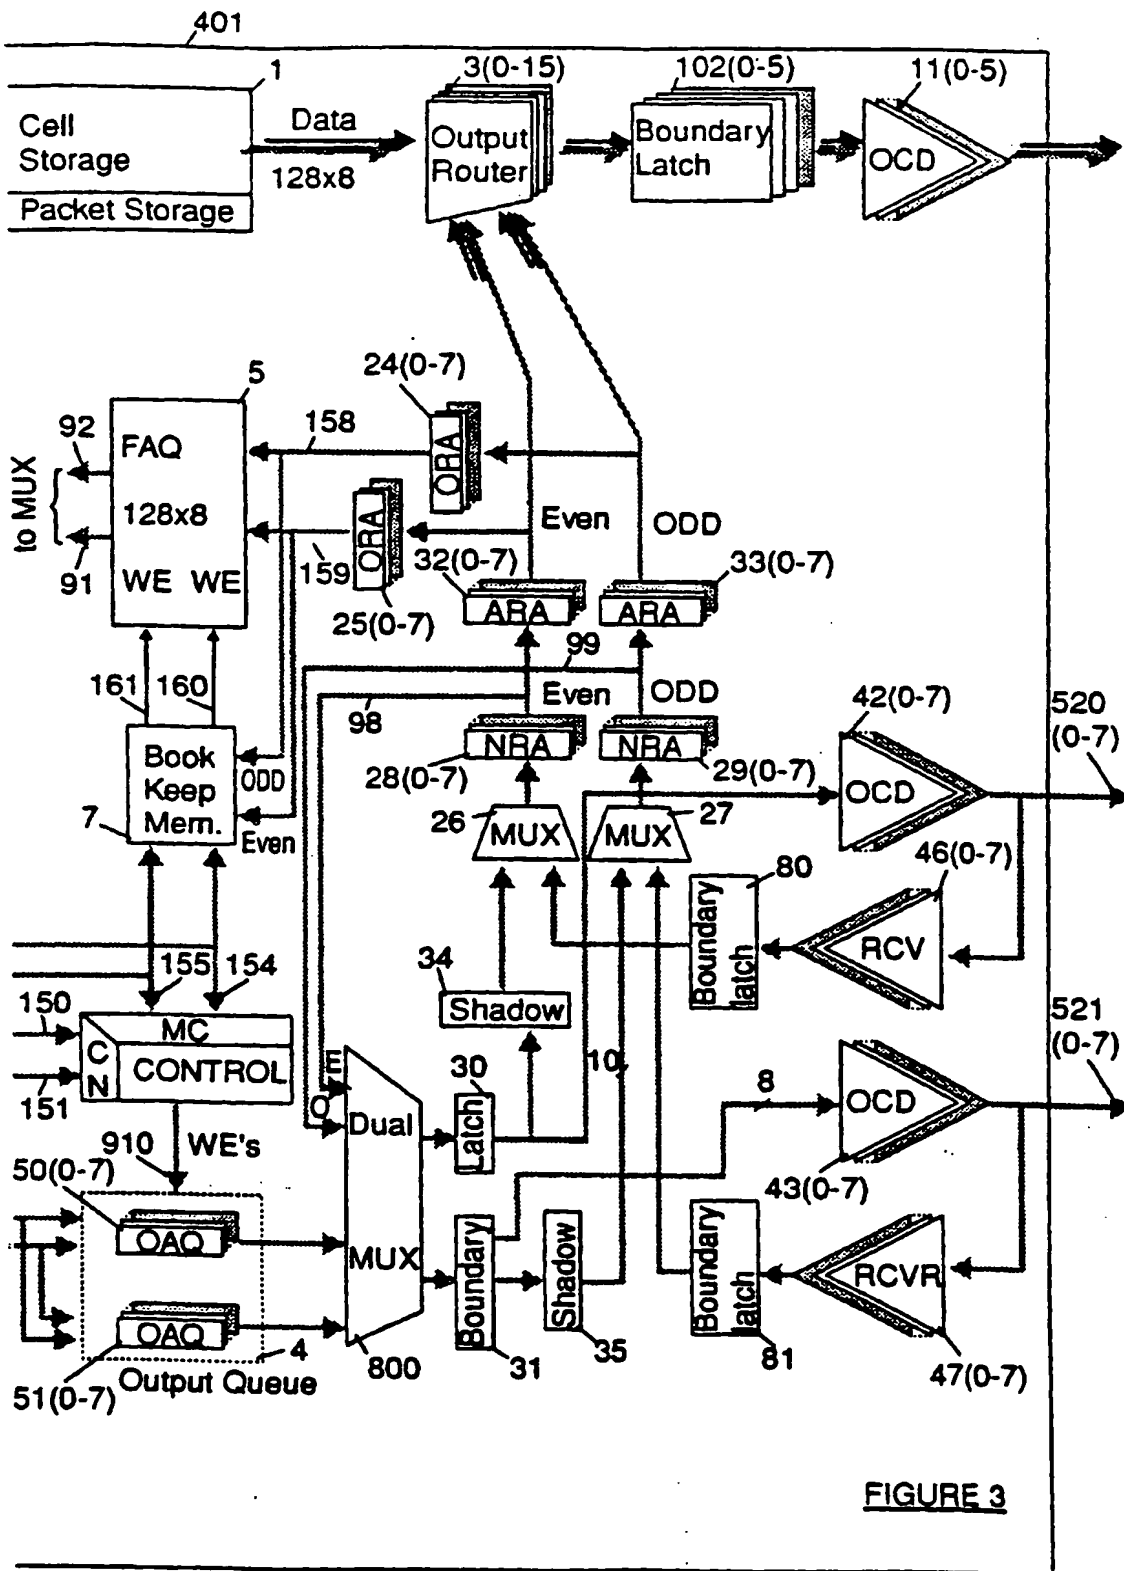 401
1
3(0-15)
102(0-5)
11(0-5)
Cell
Storage
Packet Storage
Data
128x8
Output
Router
Boundary
Latch
OCD
24(0-7)
5
92
158
FAQ
ORA
to MUX
128x8
ORA
Even
ODD
91
WE WE
159
32(0-7)
33(0-7)
25(0-7)
ARA
ARA
99
161
160
98
Even
ODD
42(0-7)
520
(0-7)
NRA
NRA
Book
Keep
Mem.
ODD
28(0-7)
29(0-7)
OCD
7
Even
26
MUX
MUX
27
46(0-7)
80
Boundary
latch
RCV
155
154
34
Shadow
150
MC
C
N
CONTROL
151
521
(0-7)
E
O
30
10
Dual
Latch
8
OCD
910
WE's
50(0-7)
43(0-7)
OAQ
MUX
Boundary
Shadow
Boundary
latch
RCVR
OAQ
4
800
31
35
81
47(0-7)
51(0-7)
Output Queue
FIGURE 3